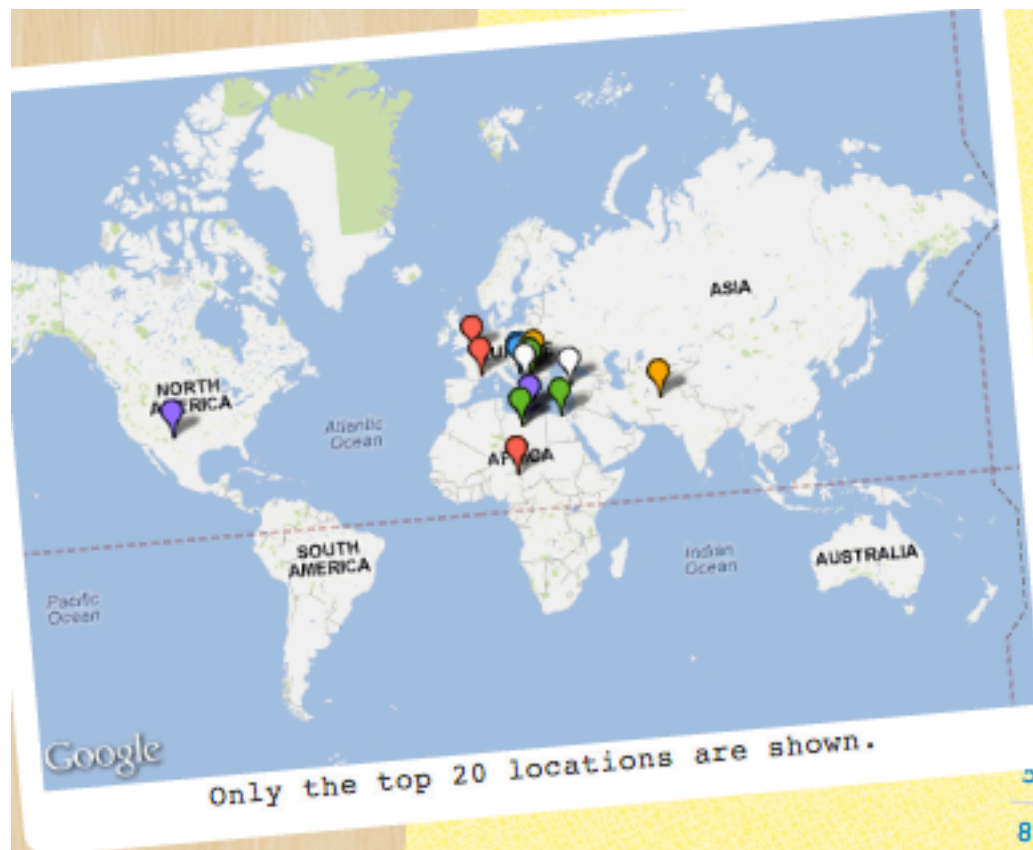 ASIA
NORTH
AMERICA
Atlantic
Ocean
AFRICA
SOUTH
AMERICA
Indian
Ocean
AUSTRALIA
Pacific
Ocean
Google
Only the top 20 locations are shown.
8